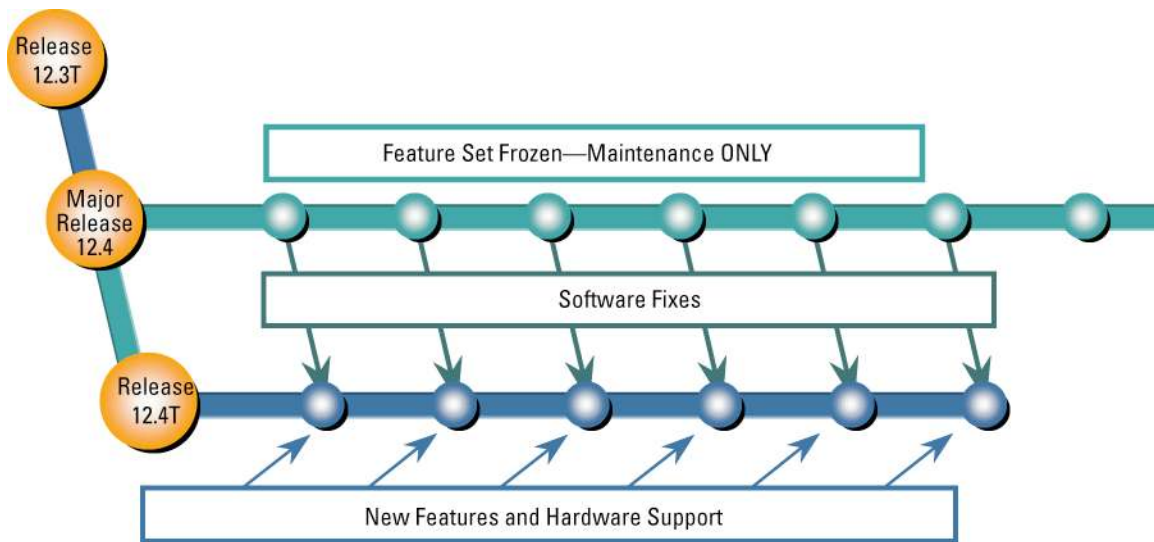 Release
12.3T
Feature Set Frozen—Maintenance ONLY
Major
Release
12.4
Software Fixes
Release
12.4T
New Features and Hardware Support